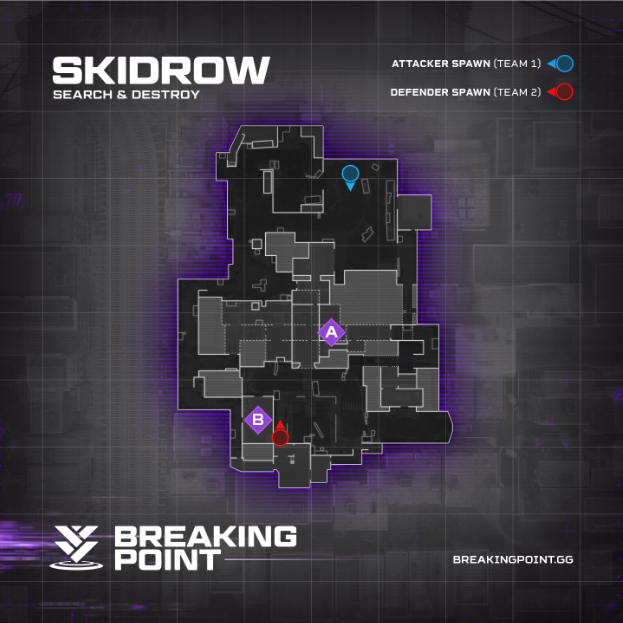 SKIDROW
SEARCH & DESTROY
ATTACKER SPAWN (TEAM 1)
DEFENDER SPAWN (TEAM 2)
A
B
BREAKING
POINT
BREAKINGPOINT.GG